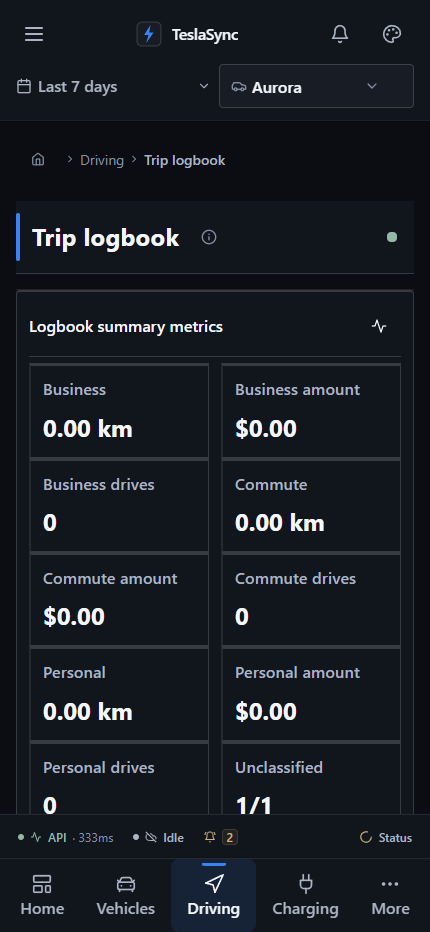 TeslaSync
Last 7 days
Aurora
Driving
Trip logbook
Trip logbook
Logbook summary metrics
Business
Business amount
0.00 km
$0.00
Business drives
Commute
0
0.00 km
Commute amount
Commute drives
$0.00
0
Personal
Personal amount
0.00 km
$0.00
Personal drives
Unclassified
0
1/1
API · 333ms
Idle
2
Status
Home
Vehicles
Driving
Charging
More